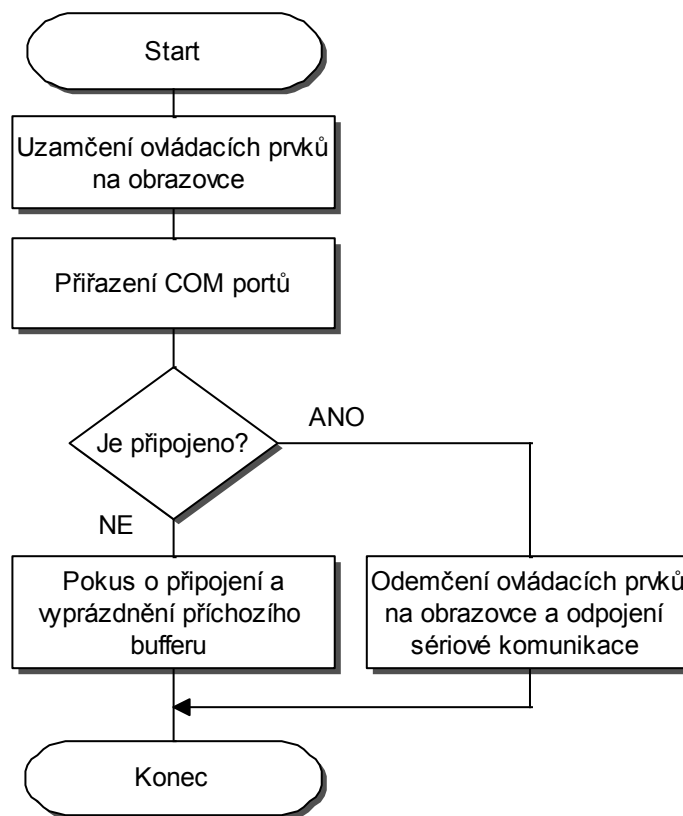 Start
Uzamčení ovládacích prvků
na obrazovce
Přiřazení COM portů
Je připojeno?
ANO
NE
Pokus o připojení a
vyprázdnění příchozího
bufferu
Odemčení ovládacích prvků
na obrazovce a odpojení
sériové komunikace
Konec